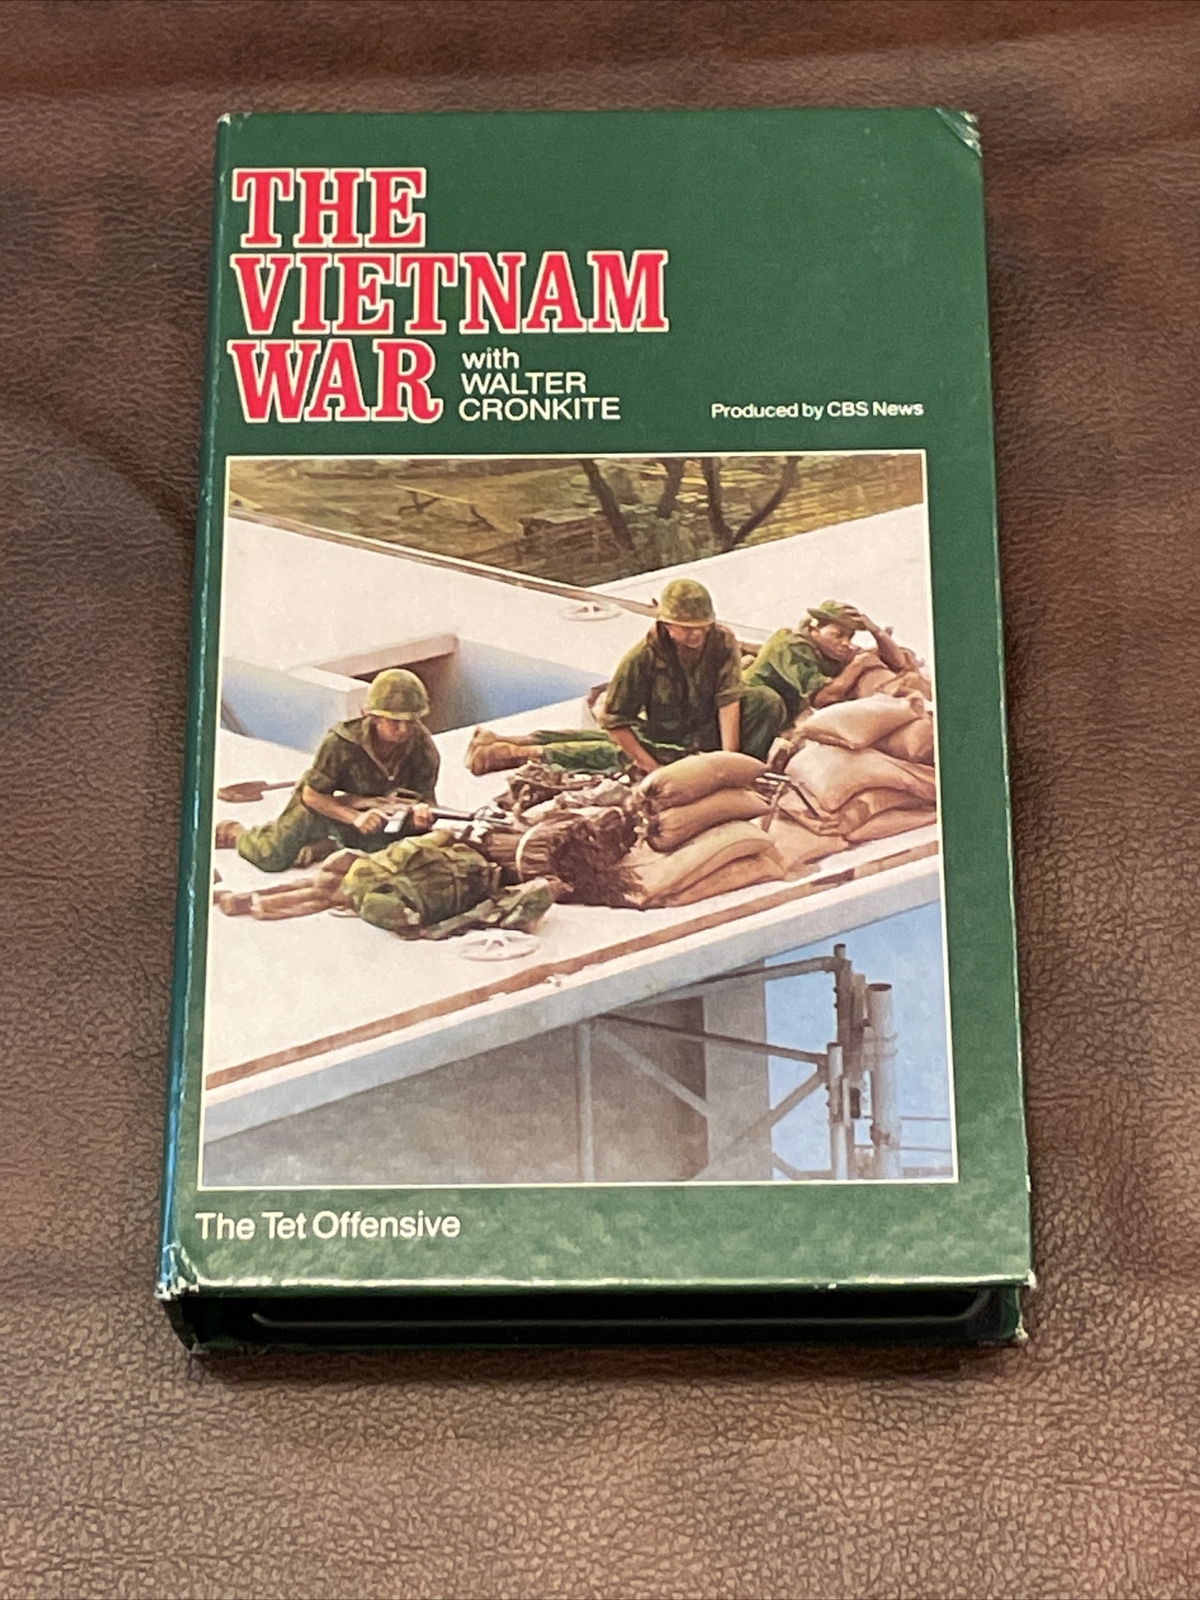 THE
VIETNAM
WAR
with
WALTER
CRONKITE
Produced by CBS News
The Tet Offensive